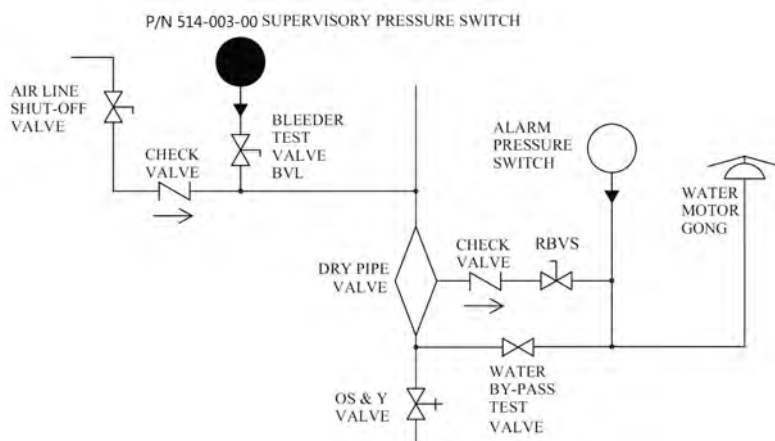 P/N 514-003-00 SUPERVISORY PRESSURE SWITCH
AIR LINE
SHUT-OFF
VALVE
BLEEDER
TEST
VALVE
BVL
CHECK
VALVE
ALARM
PRESSURE
SWITCH
WATER
MOTOR
GONG
DRY PIPE
VALVE
CHECK
VALVE
RBVS
OS & Y
VALVE
WATER
BY-PASS
TEST
VALVE